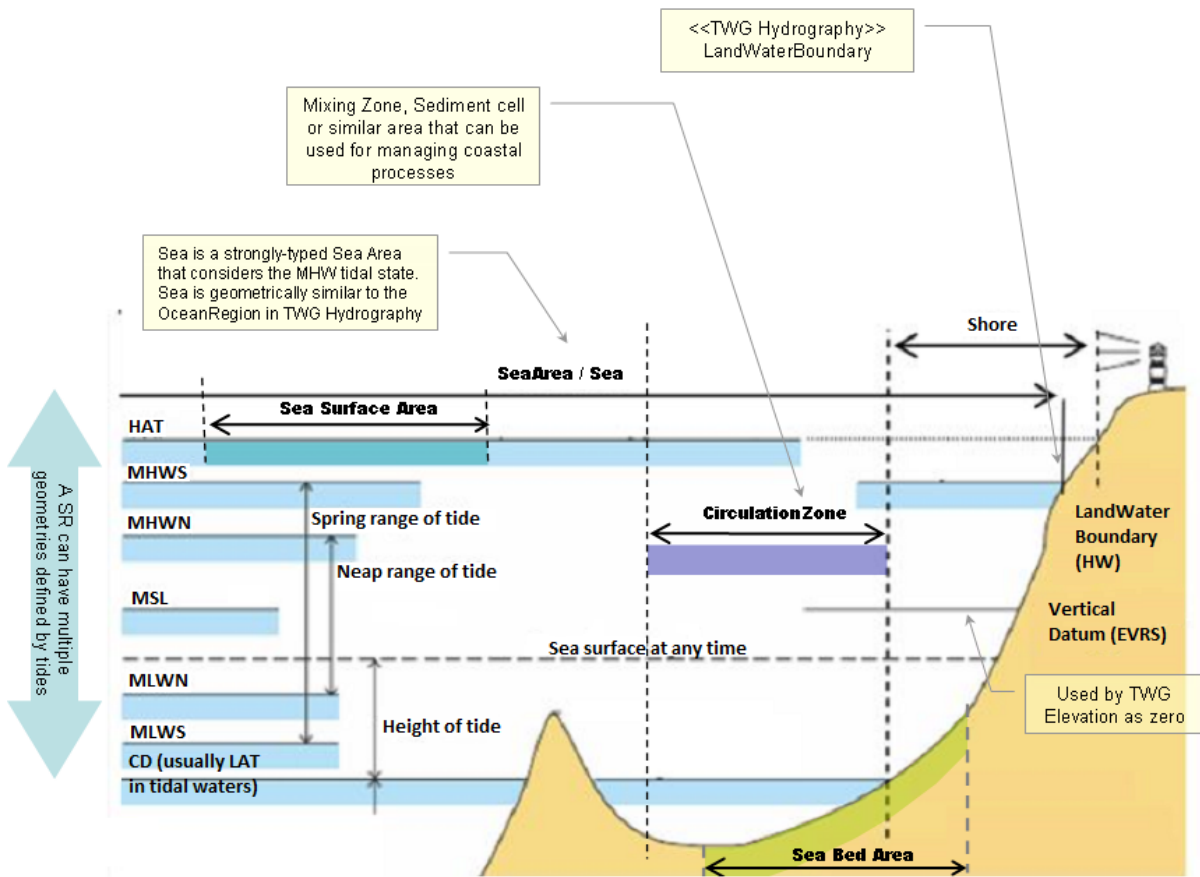 <<TWG Hydrography>>
LandWaterBoundary
Mixing Zone, Sediment cell
or similar area that can be
used for managing coastal
processes
Sea is a strongly-typed Sea Area
that considers the MHW tidal state.
Sea is geometrically similar to the
OceanRegion in TWG Hydrography
Shore
SeaArea / Sea
Sea Surface Area
HAT
MHWS
Spring range of tide
CirculationZone
LandWater
Boundary
(HW)
MHWN
Neap range of tide
A SR can have multiple
geometries defined by tides
MSL
Vertical
Datum (EVRS)
Sea surface at any time
MLWN
Used by TWG
Elevation as zero
Height of tide
MLWS
CD (usually LAT
in tidal waters)
Sea Bed Area